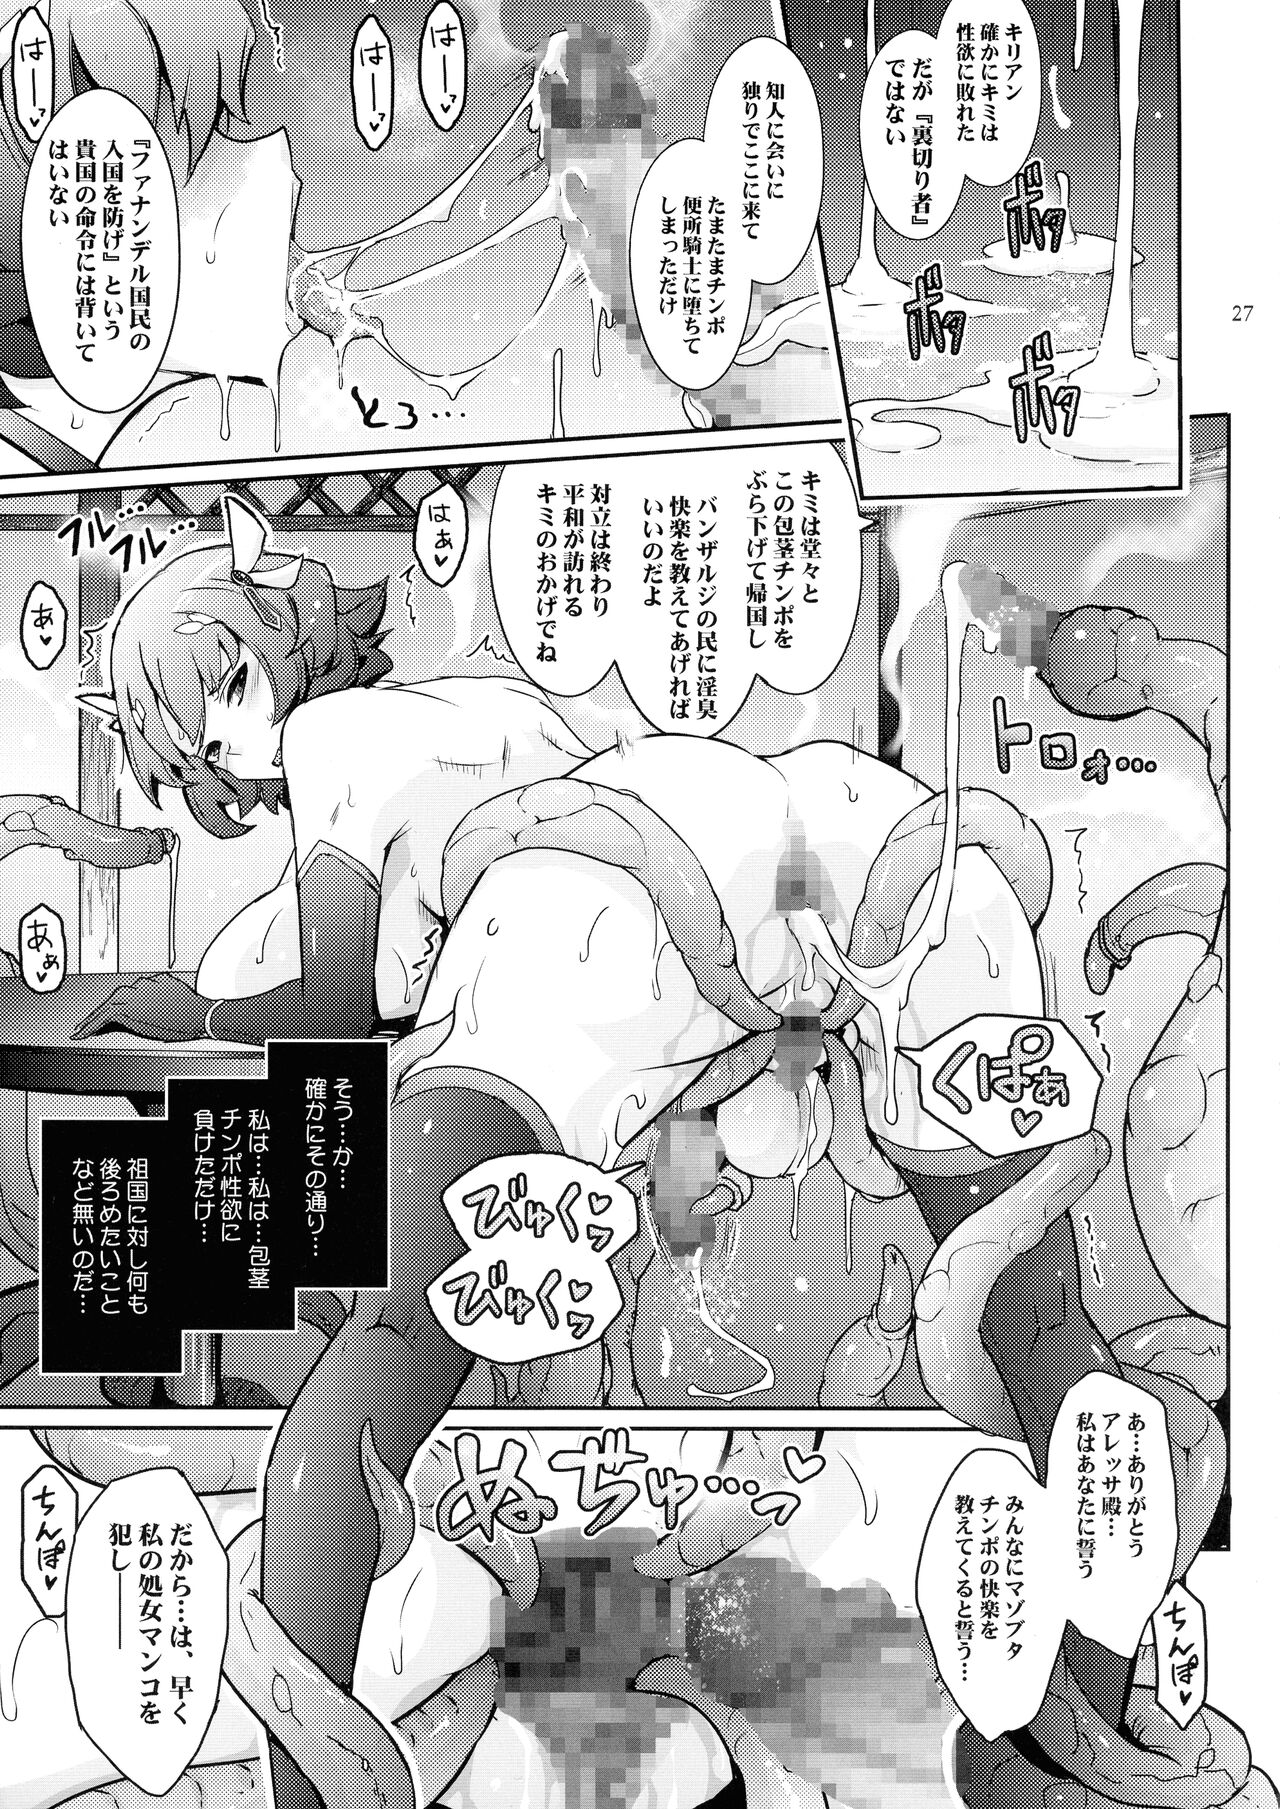 27
キリアン
確かにキミは
性欲に敗れた
だが『裏切り者』
ではない
ボタ
ボタ
ボタ
知人に会いに
独りでここに来て
たまたまチンポ
便所騎士に堕ちて
しまっただけ
はーー♥
はーー♥
はーー♥
『ファナンデル国民の
入国を防げ』という
貴国の命令には背いて
はいない
とろ…
キミは堂々と
この包茎チンポを
ぶら下げて帰国し
バンザルジの民に淫臭
快楽を教えてあげれば
いいのだよ
対立は終わり
平和が訪れる
キミのおかげでね
はぁ♥
フルル…
フルル…
あ♥
あぁ♥
トロォ…
くぱぁ♥
びゅくっ♡
びゅくっ♡
そう…か…
確かにその通り…
私は…私は…包茎
チンポ性欲に
負けただけ…
祖国に対し何も
後ろめたいこと
など無いのだ…
あ…ありがとう
アレッサ殿…
私はあなたに誓う
みんなにマゾブタ
チンポの快楽を
教えてくると誓う…
ちんぽ♥
ぬぢゅ…っ♡
ちんぽ♥
だから…は、早く
私の処女マンコを
犯し――